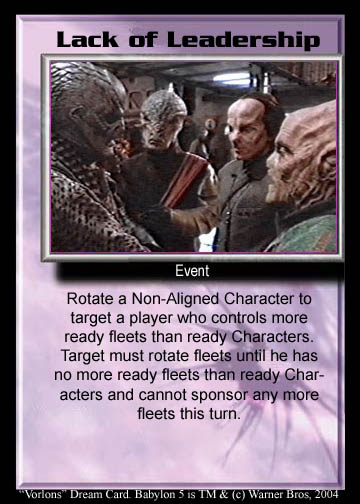 Lack of Leadership
Event
Rotate a Non-Aligned Character to
target a player who controls more
ready fleets than ready Characters.
Target must rotate fleets until he has
no more ready fleets than ready Char-
acters and cannot sponsor any more
fleets this turn.
“Vorlons” Dream Card. Babylon 5 is TM & (c) Warner Bros, 2004